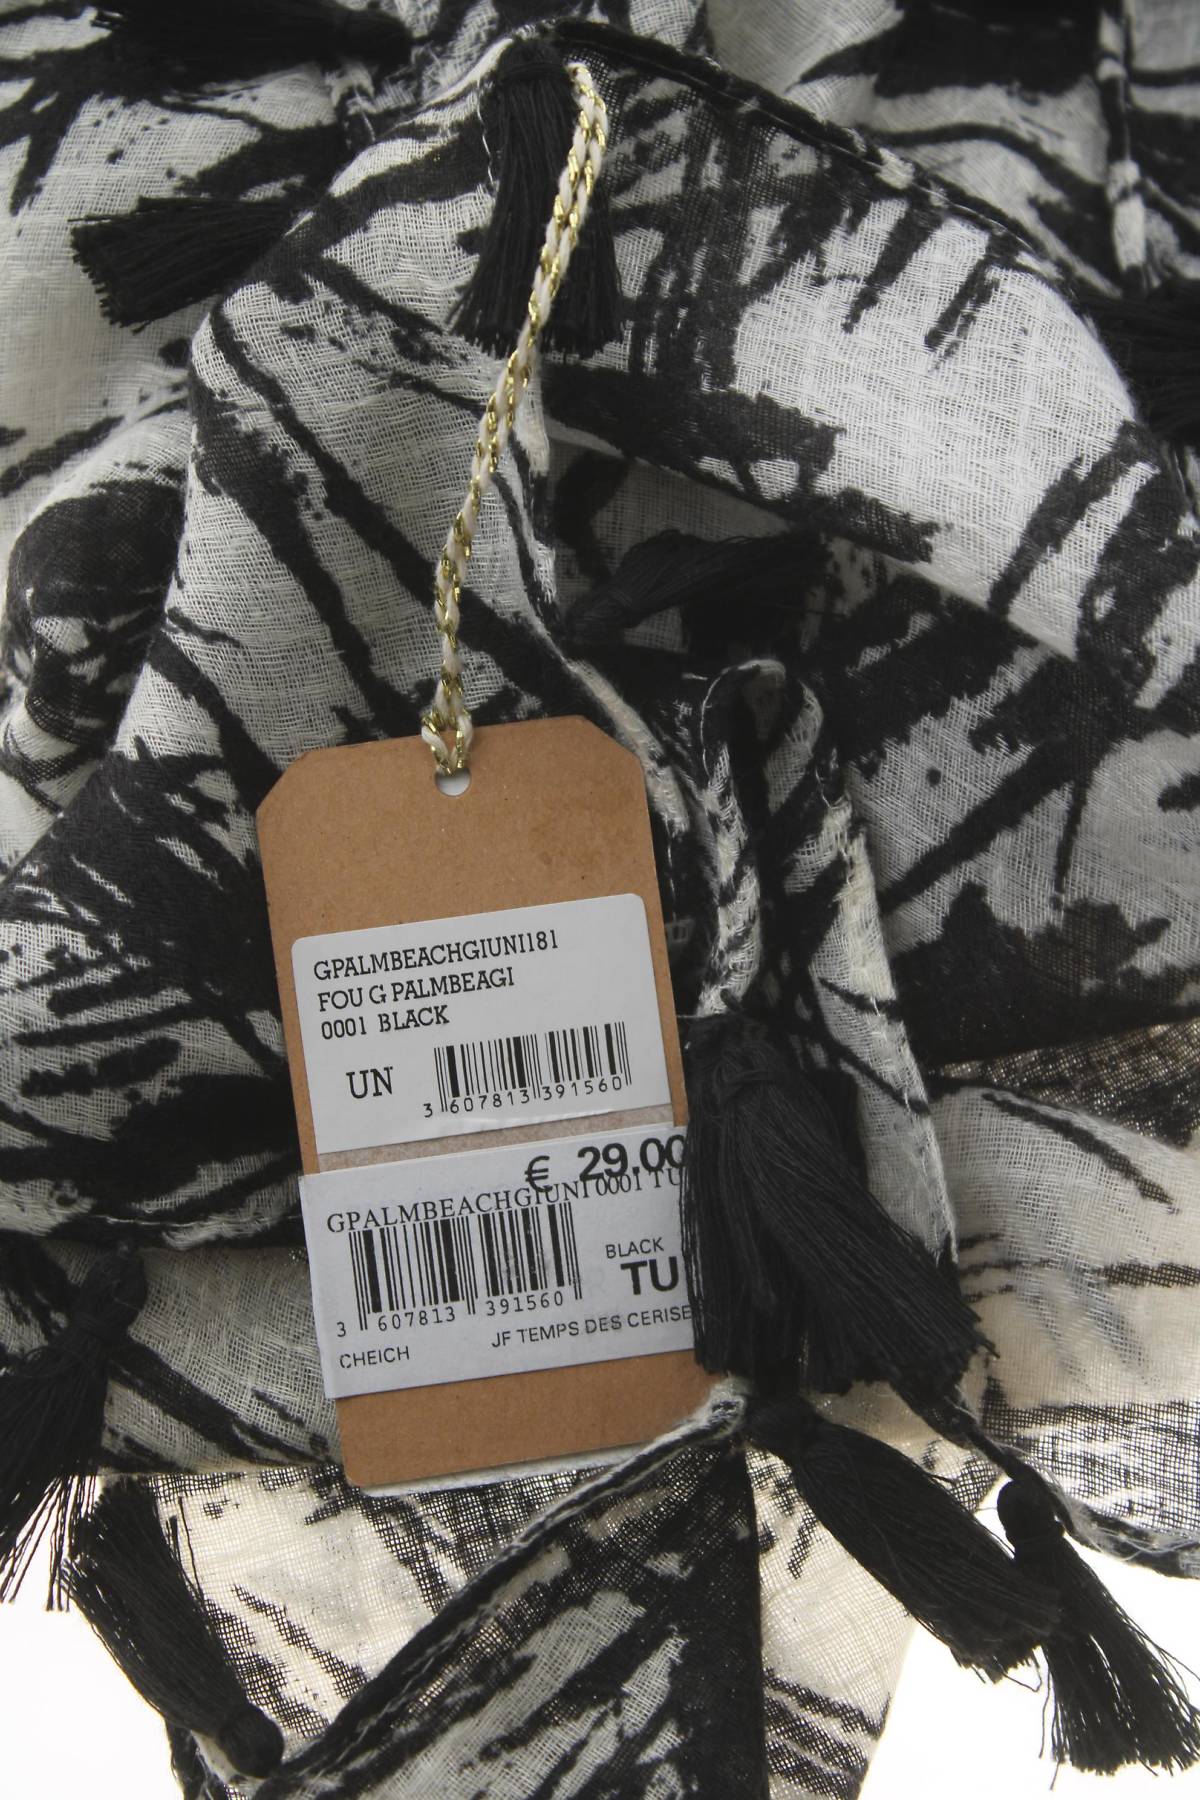 GPALMBEACHGIUNI181
FOU G PALMBEAGI
0001 BLACK
UN
3 607813 391560
€ 29.00
GPALMBEACHGIUNI 0001 TU
BLACK
TU
3 607813 391560
CHEICH JF TEMPS DES CERISE